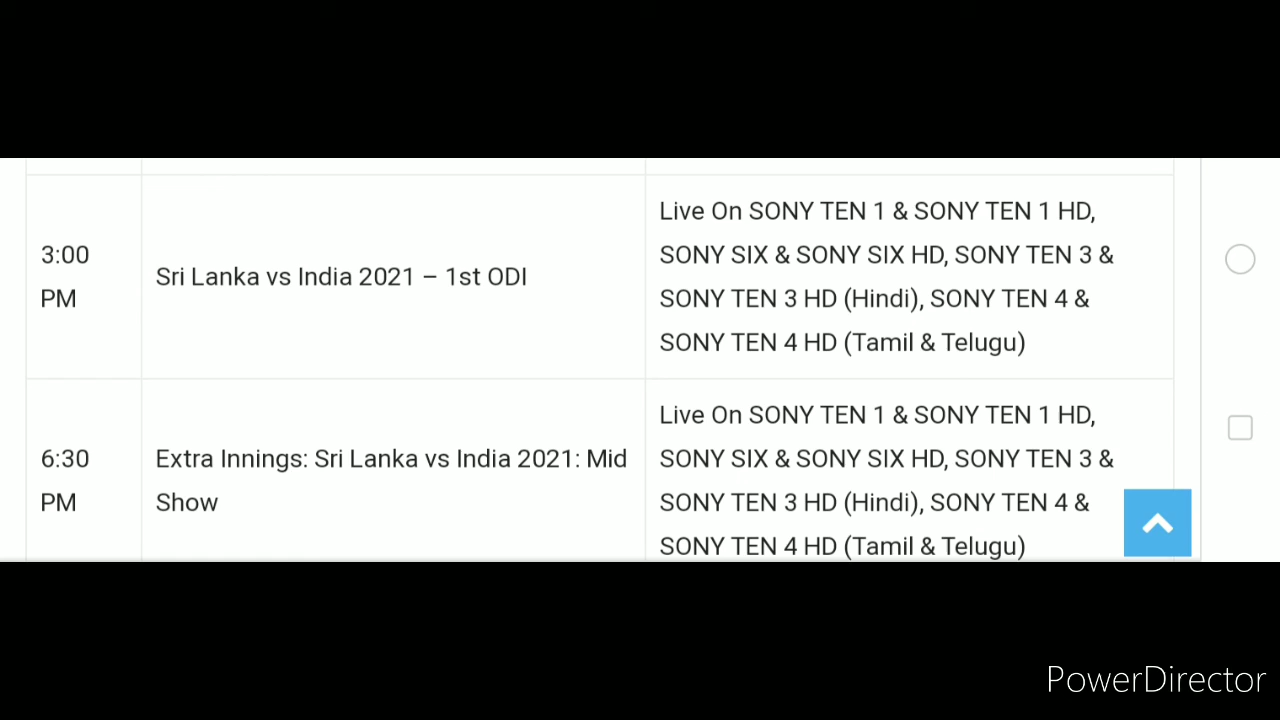 3:00
PM
Sri Lanka vs India 2021 – 1st ODI
Live On SONY TEN 1 & SONY TEN 1 HD,
SONY SIX & SONY SIX HD, SONY TEN 3 &
SONY TEN 3 HD (Hindi), SONY TEN 4 &
SONY TEN 4 HD (Tamil & Telugu)
6:30
PM
Extra Innings: Sri Lanka vs India 2021: Mid
Show
Live On SONY TEN 1 & SONY TEN 1 HD,
SONY SIX & SONY SIX HD, SONY TEN 3 &
SONY TEN 3 HD (Hindi), SONY TEN 4 &
SONY TEN 4 HD (Tamil & Telugu)
PowerDirector